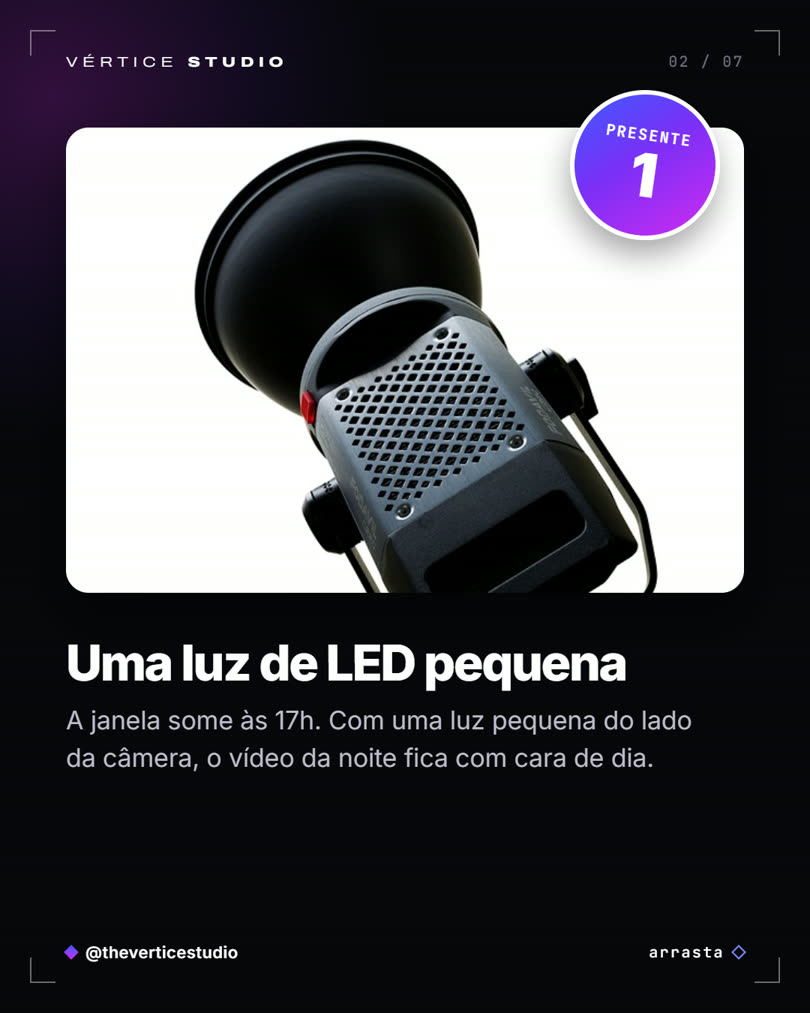 VÉRTICE STUDIO
02 / 07
PRESENTE
1
Uma luz de LED pequena
A janela some às 17h. Com uma luz pequena do lado
da câmera, o vídeo da noite fica com cara de dia.
@theverticestudio
arrasta